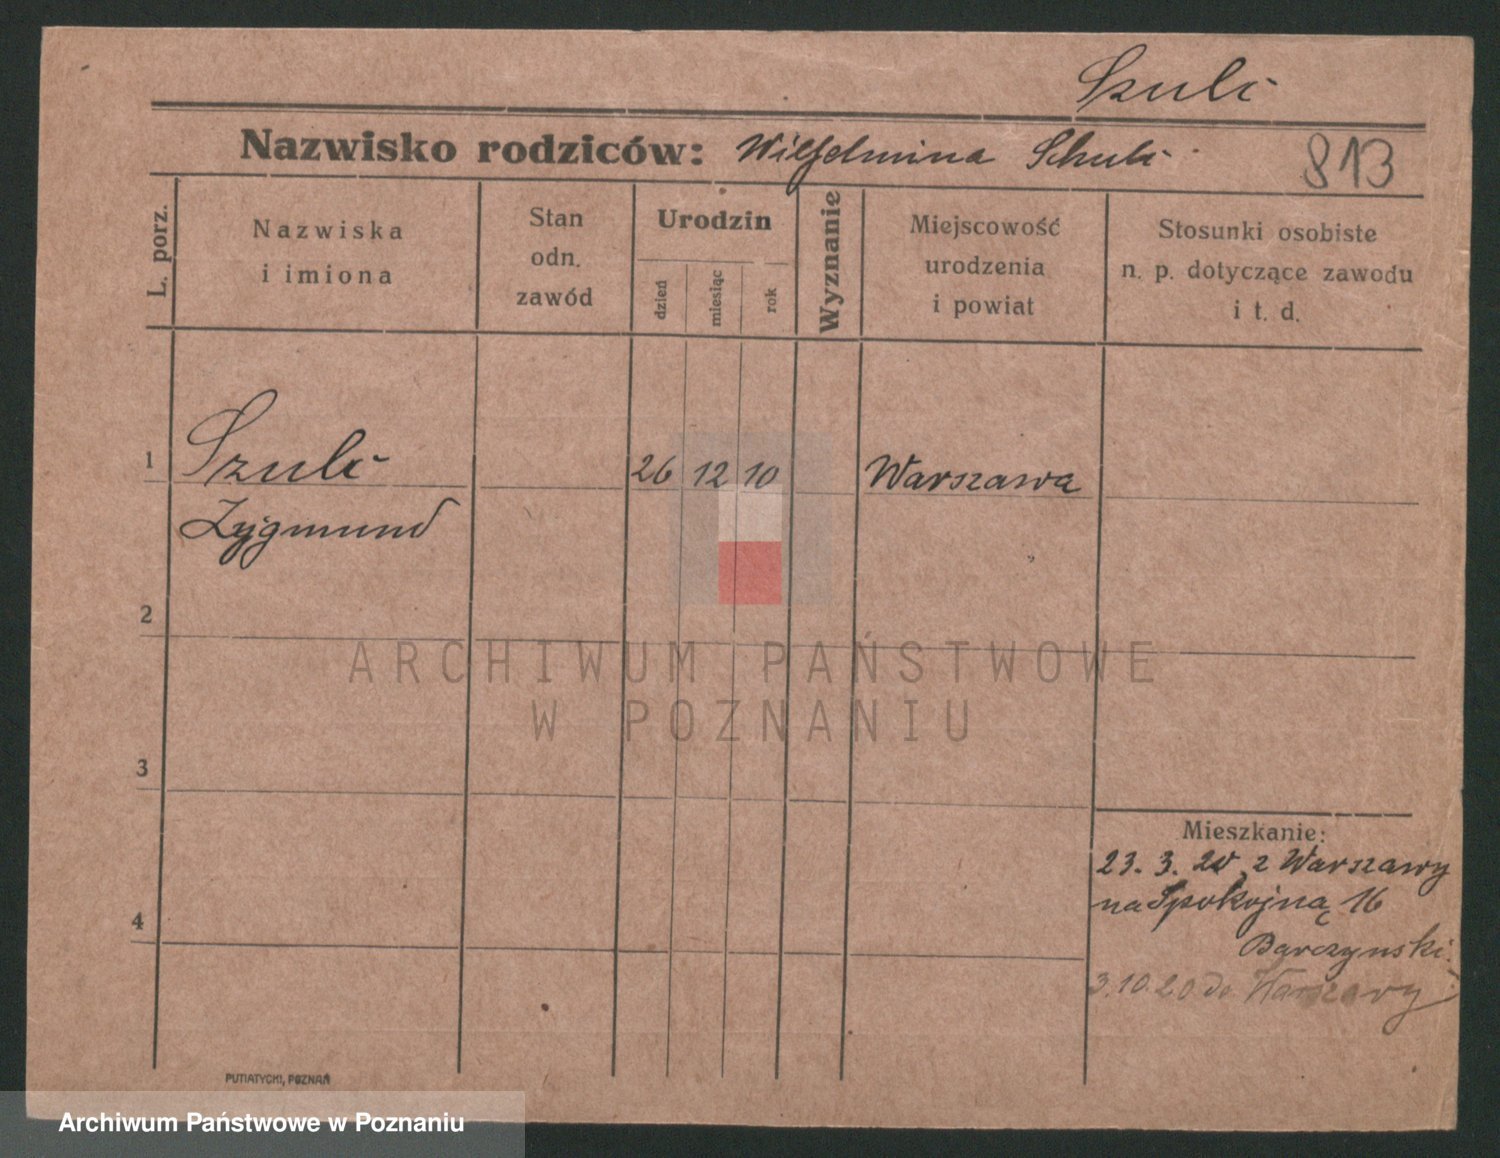 Szulc
Nazwisko rodziców: Wilhelmina Schulc 813
L. porz.
Nazwiska
i imiona
Stan
odn.
zawód
Urodzin
dzień
miesiąc
rok
Wyznanie
Miejscowość
urodzenia
i powiat
Stosunki osobiste
n. p. dotyczące zawodu
i t. d.
1 Szulc 26 12 10 Warszawa
Zygmund
2
3
4
Mieszkanie:
23. 3. 20, z Warszawy
na Spokojną 16
Barczynski.
3.10.20 do Warszawy
PUTIATYCKI, POZNAŃ
ARCHIWUM PAŃSTWOWE
W POZNANIU
Archiwum Państwowe w Poznaniu